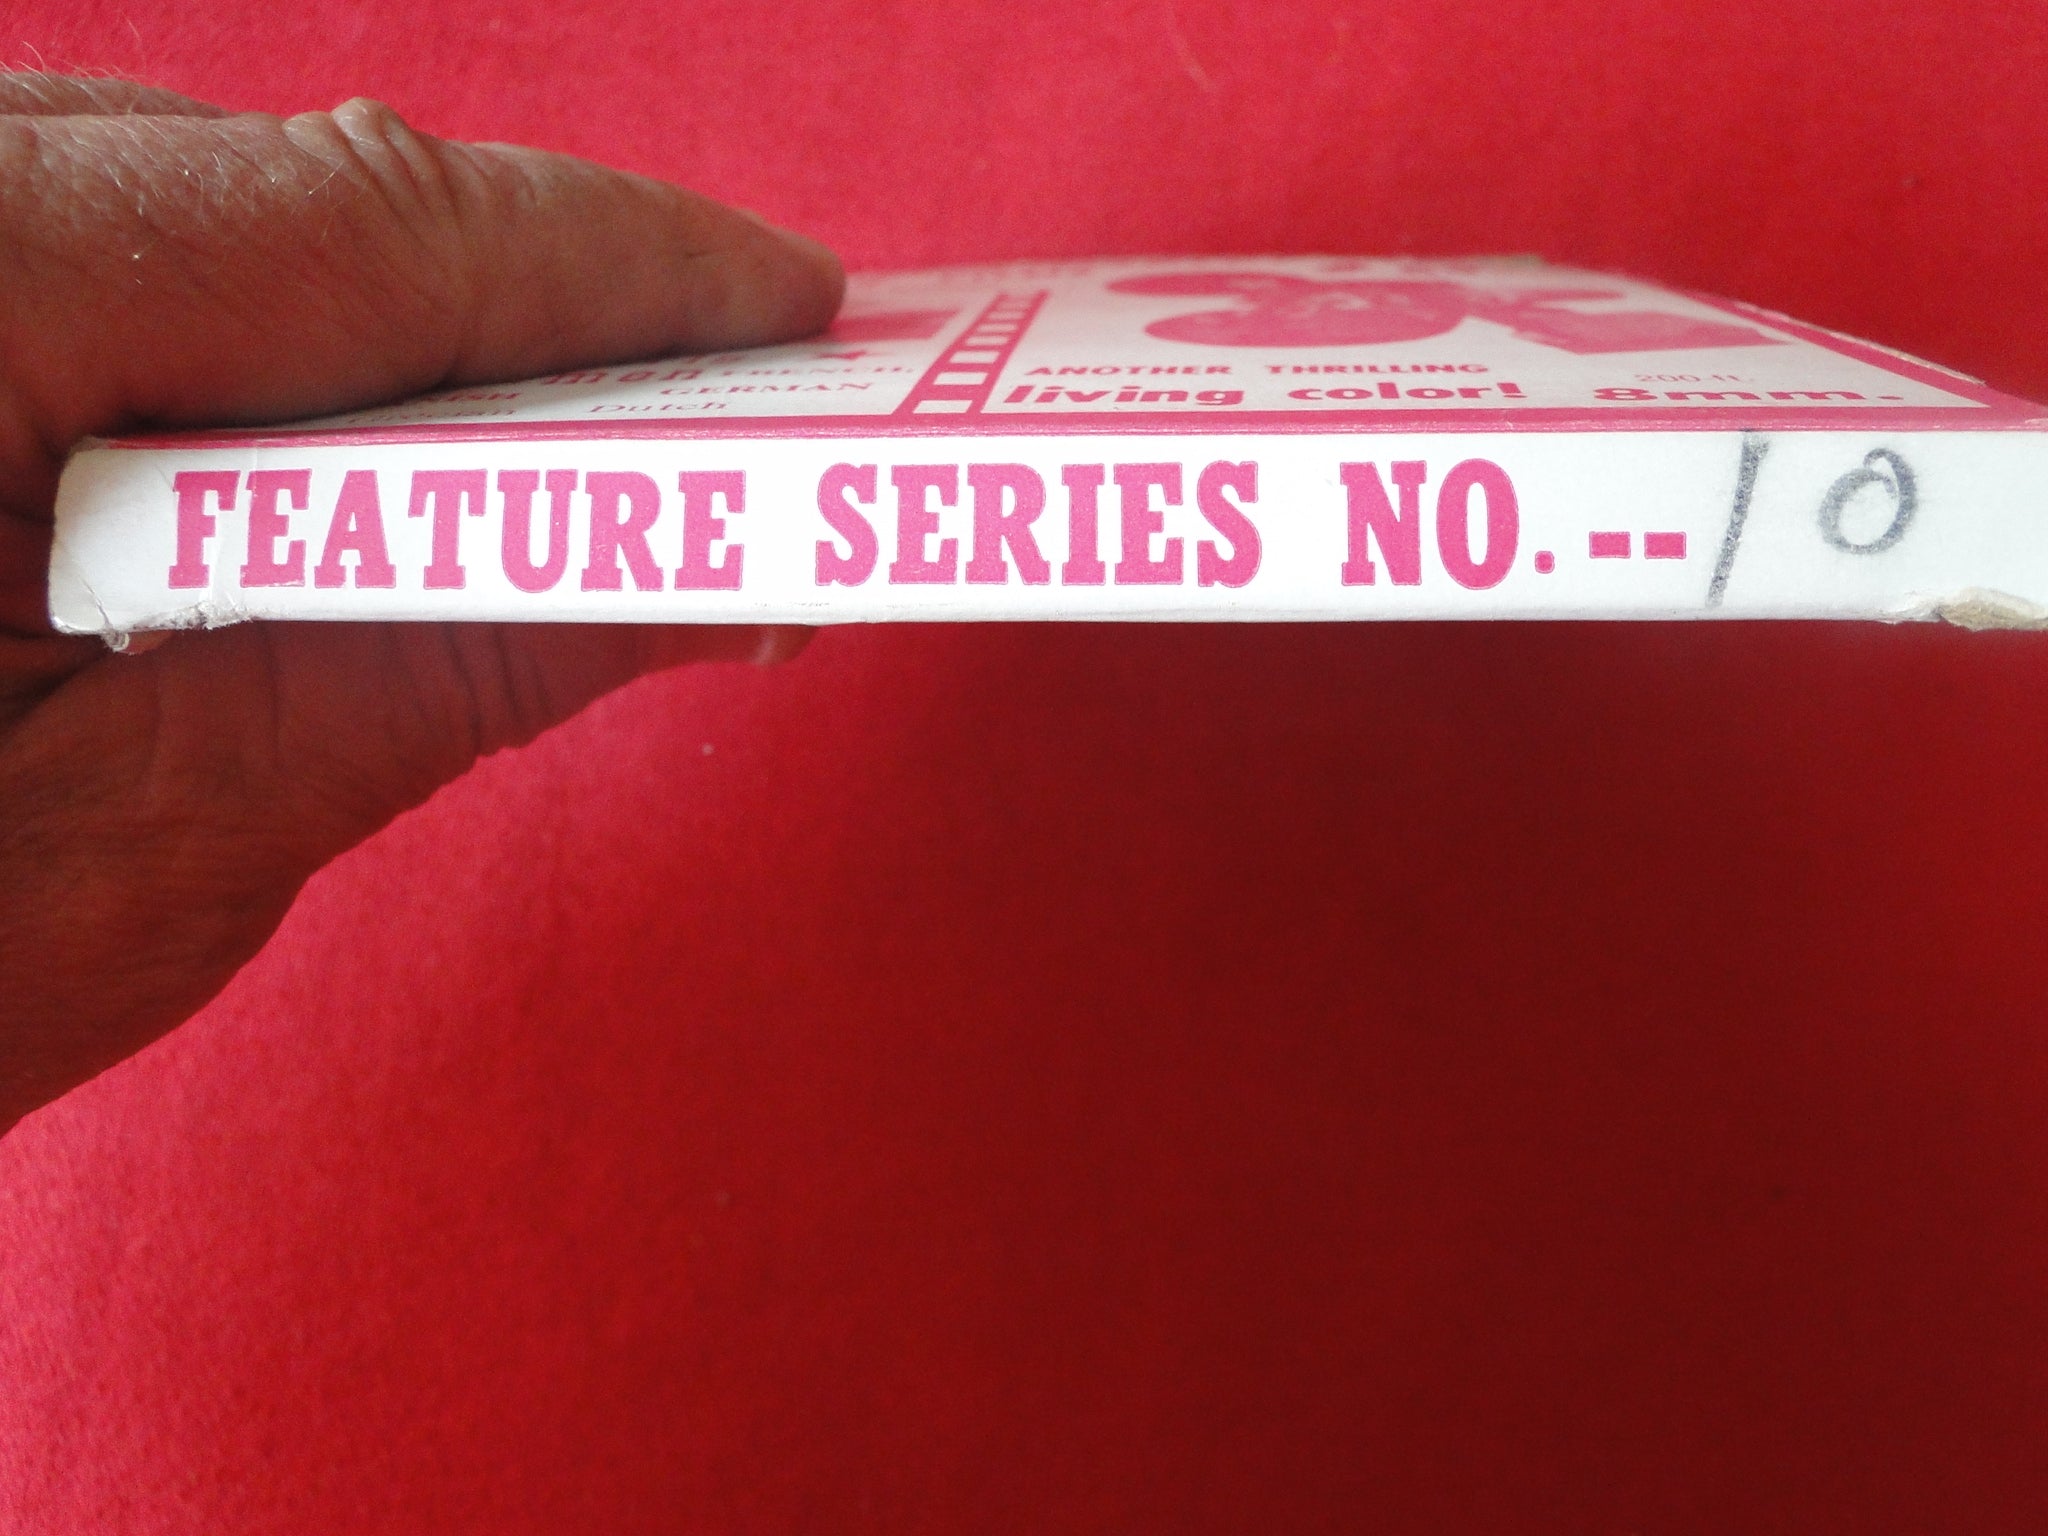 FRENCH,
GERMAN
Dutch
ANOTHER THRILLING
living color! 200 ft. 8mm.
FEATURE SERIES NO. -- 10